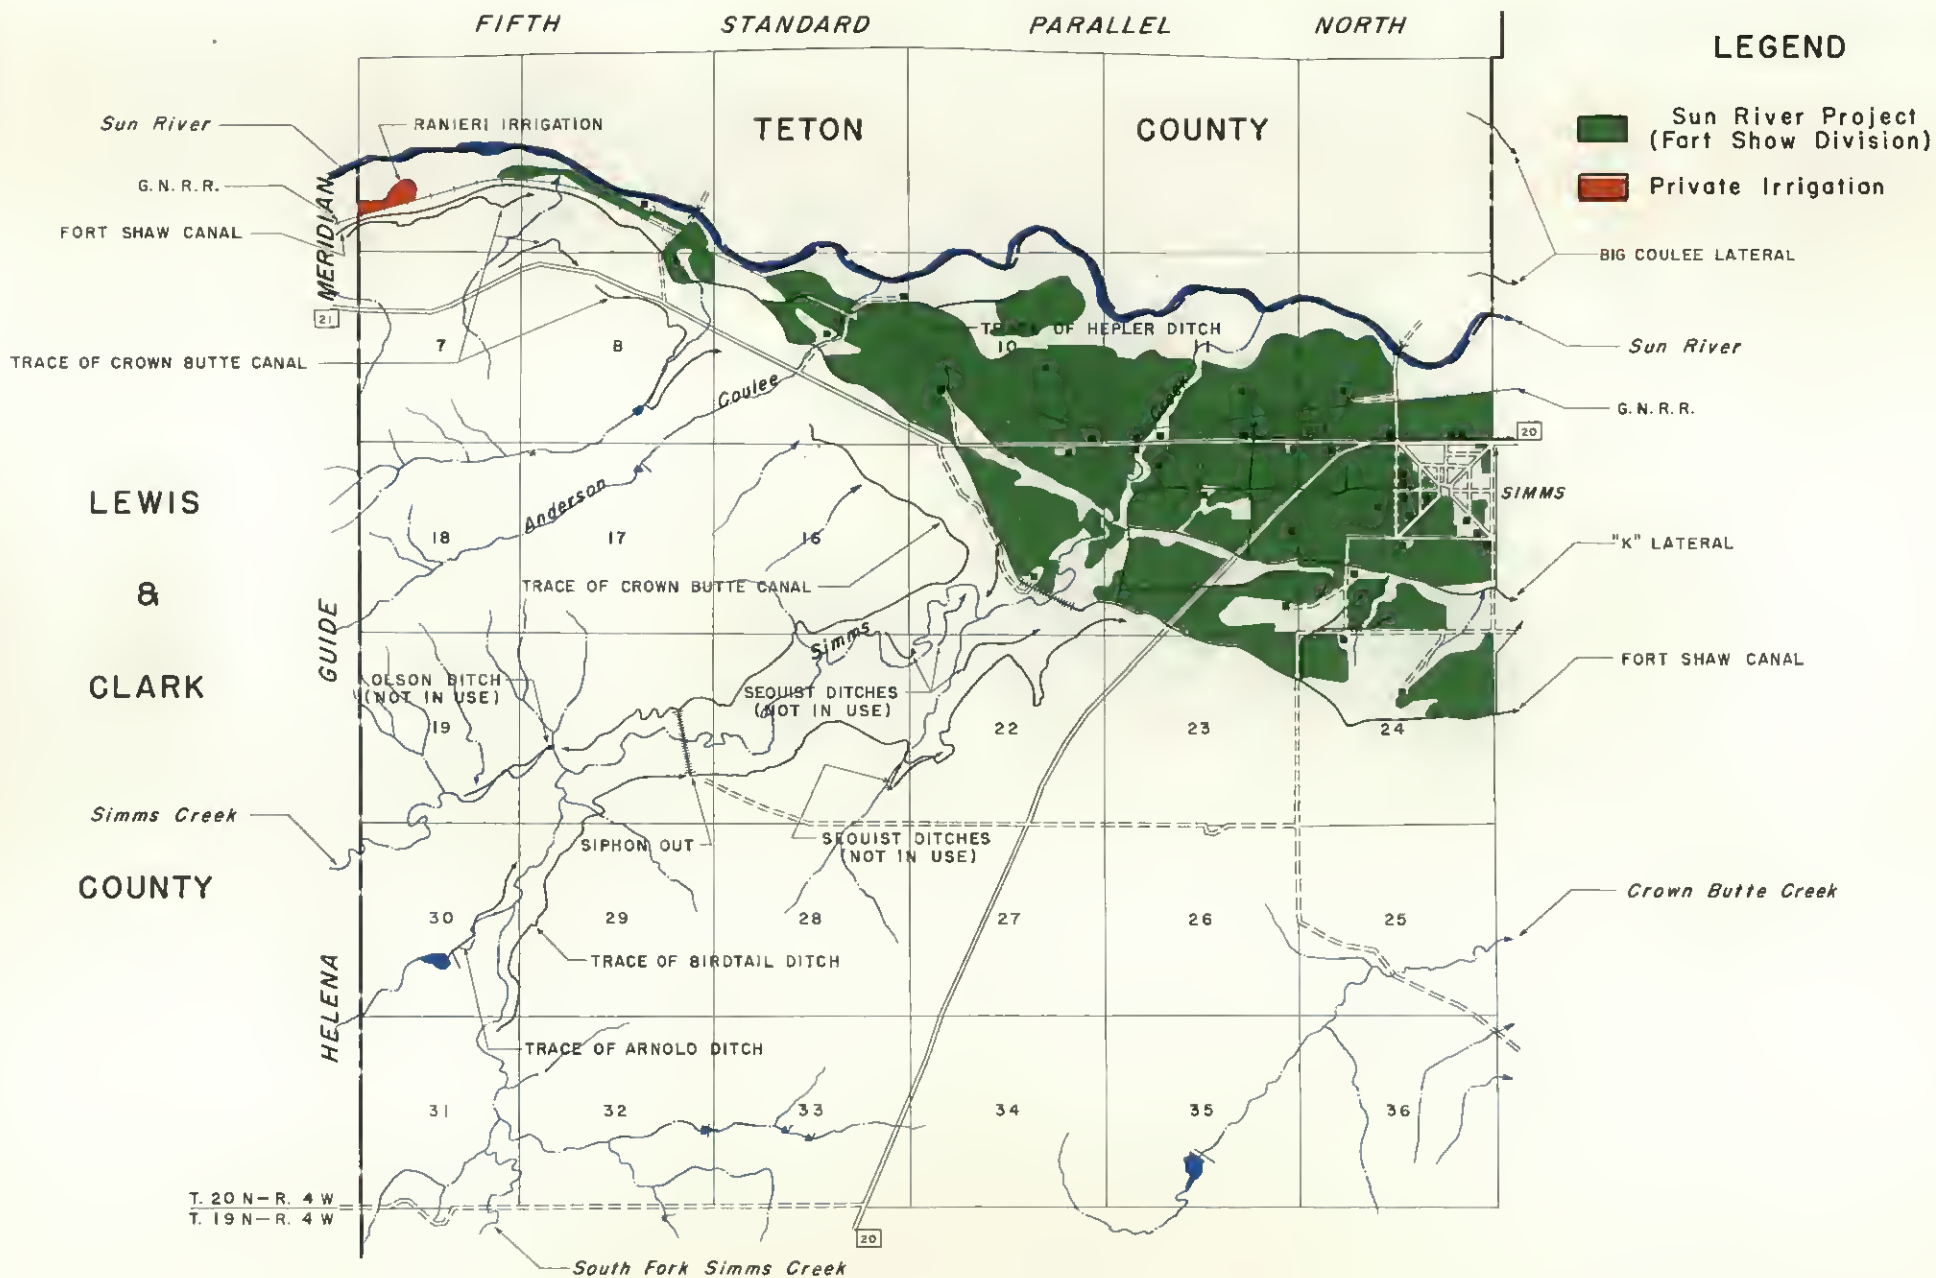 FIFTH STANDARD PARALLEL NORTH
LEGEND
Sun River Project
(Fort Show Division)
Private Irrigation
Sun River
RANIERI IRRIGATION
TETON COUNTY
G.N.R.R.
FORT SHAW CANAL
MERIDIAN
BIG COULEE LATERAL
21
TRACE OF CROWN BUTTE CANAL
7
8
TRACE OF HEPLER DITCH
10
11
Sun River
G.N.R.R.
20
Coulee
Creek
LEWIS
&
CLARK
COUNTY
SIMMS
Anderson
18
17
16
"K" LATERAL
TRACE OF CROWN BUTTE CANAL
GUIDE
Simms
OLSON DITCH
(NOT IN USE)
SEQUIST DITCHES
(NOT IN USE)
FORT SHAW CANAL
19
22
23
24
Simms Creek
SIPHON OUT
SEQUIST DITCHES
(NOT IN USE)
Crown Butte Creek
30
29
28
27
26
25
TRACE OF BIRDTAIL DITCH
HELENA
TRACE OF ARNOLD DITCH
31
32
33
34
35
36
T. 20 N-R. 4 W
T. 19 N-R. 4 W
20
South Fork Simms Creek